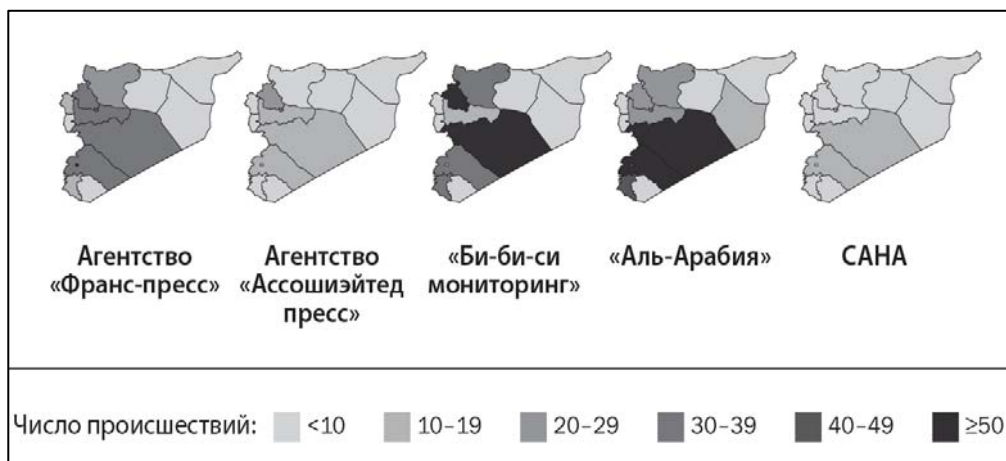 Агентство «Франс-пресс»
Агентство «Ассошиэйтед пресс»
«Би-би-си мониторинг»
«Аль-Арабия»
САНА
Число происшествий: <10 10–19 20–29 30–39 40–49 ≥50